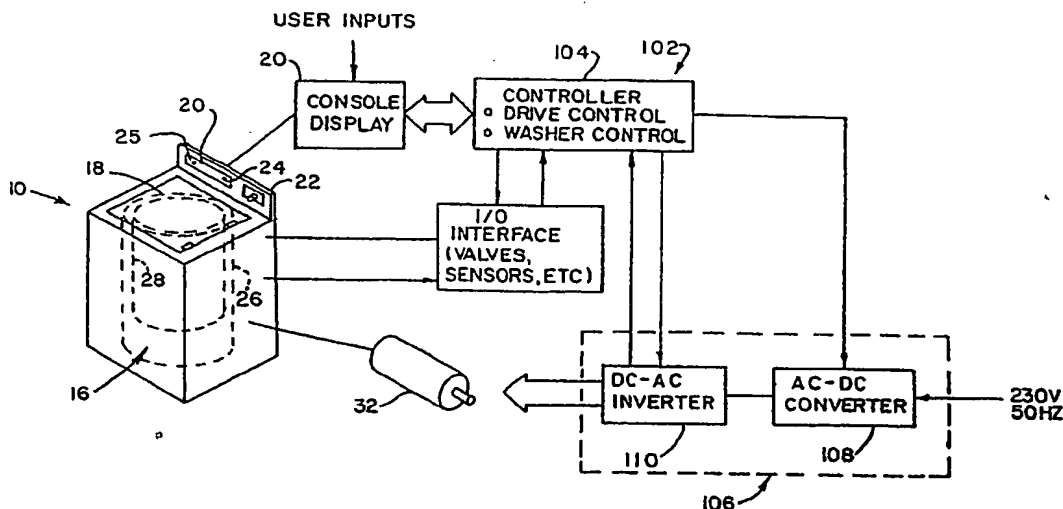 USER INPUTS
20
104
102
CONSOLE
DISPLAY
CONTROLLER
DRIVE CONTROL
WASHER CONTROL
20
25
24
22
18
10
I/O
INTERFACE
(VALVES,
SENSORS, ETC)
28
26
16
32
DC-AC
INVERTER
AC-DC
CONVERTER
230V
50HZ
110
108
106